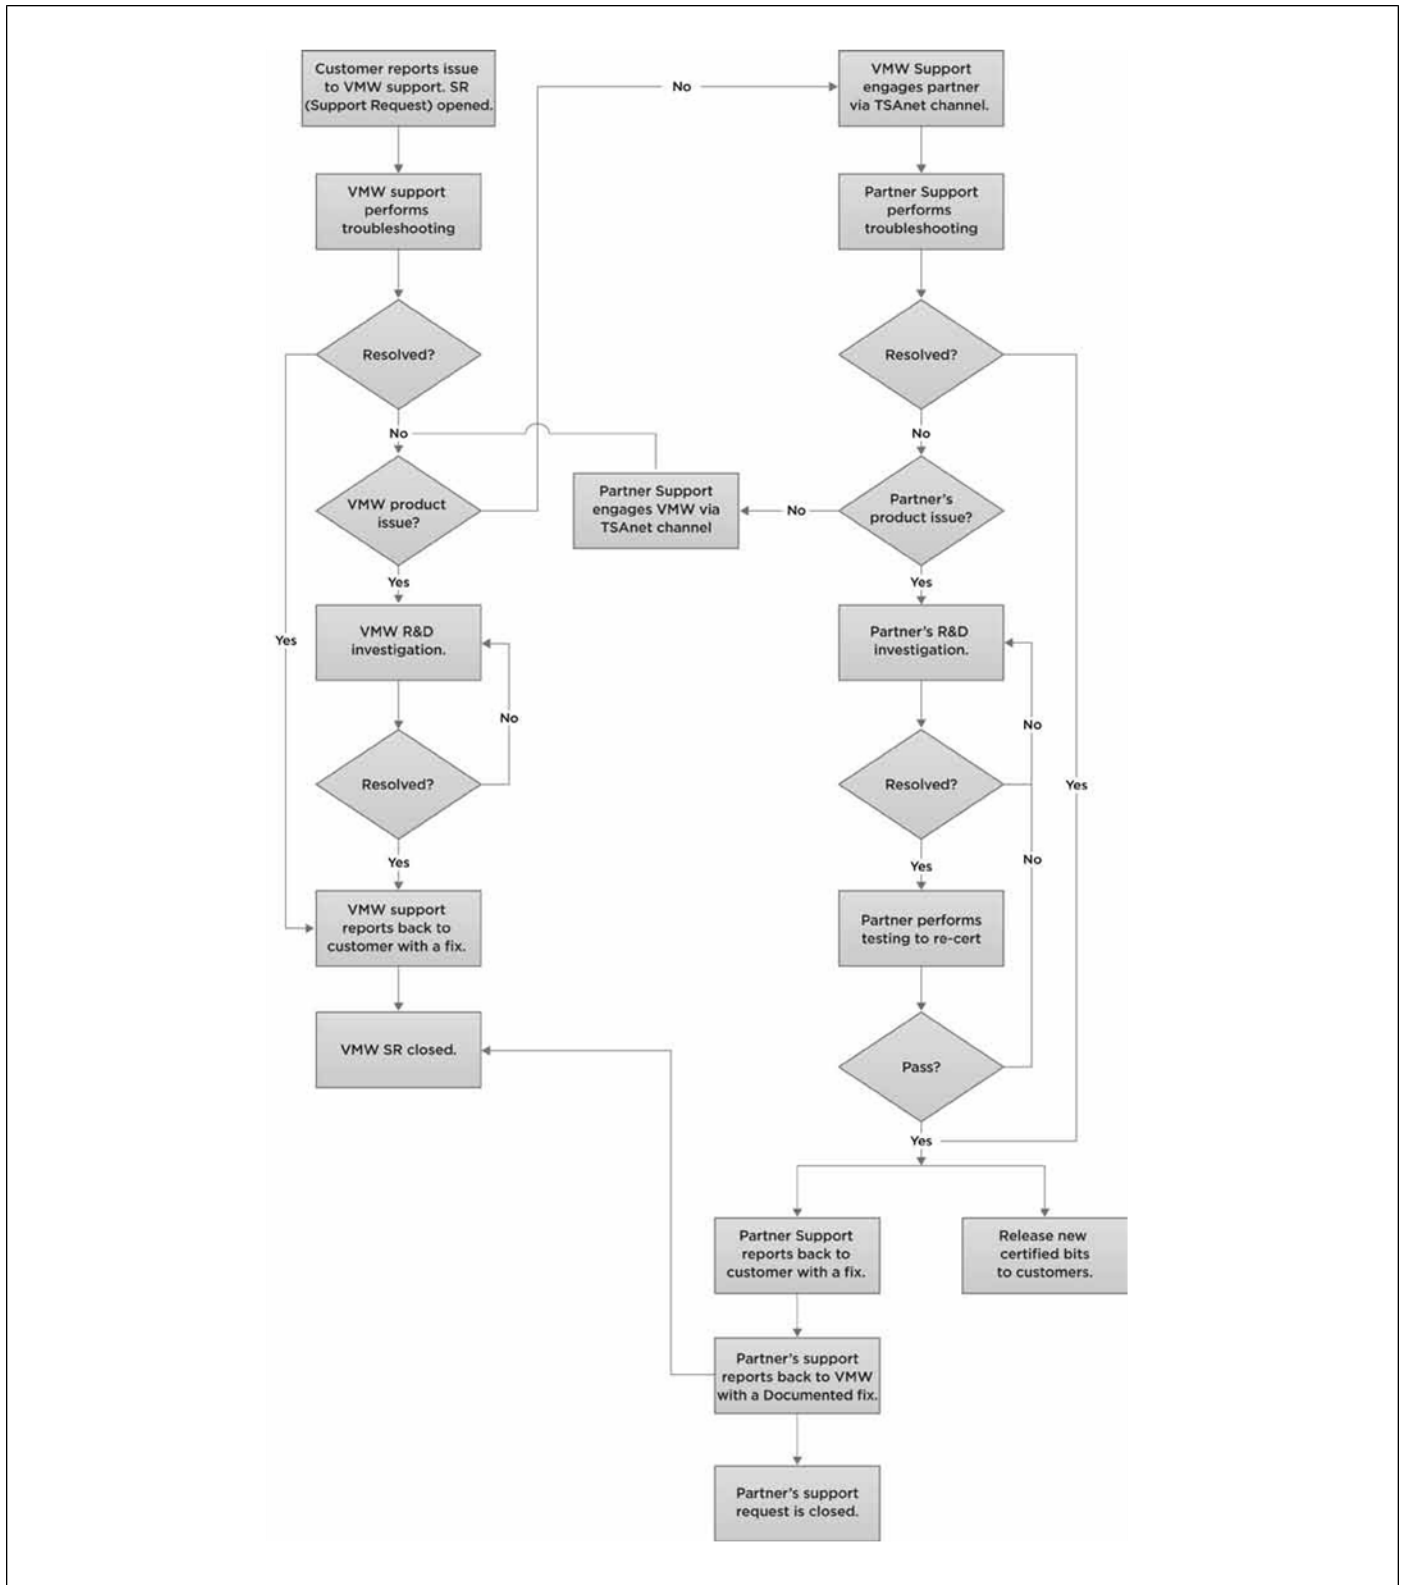 Customer reports issue
to VMW support. SR
(Support Request) opened.
No
VMW Support
engages partner
via TSAnet channel.
VMW support
performs
troubleshooting
Partner Support
performs
troubleshooting
Resolved?
Resolved?
No
No
VMW product
issue?
Partner Support
engages VMW via
TSAnet channel
No
Partner's
product issue?
Yes
Yes
Yes
VMW R&D
investigation.
Partner's R&D
investigation.
No
No
Resolved?
Resolved?
Yes
Yes
No
Yes
VMW support
reports back to
customer with a fix.
Partner performs
testing to re-cert
VMW SR closed.
Pass?
Yes
Partner Support
reports back to
customer with a fix.
Release new
certified bits
to customers.
Partner's support
reports back to VMW
with a Documented fix.
Partner's support
request is closed.